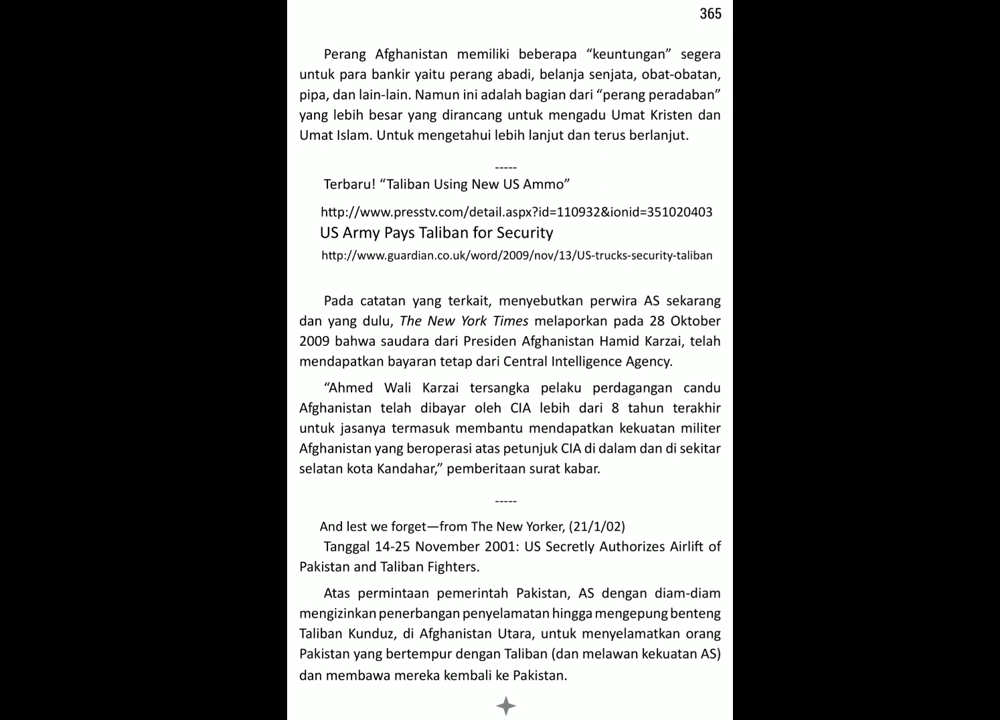 365
Perang Afghanistan memiliki beberapa “keuntungan” segera
untuk para bankir yaitu perang abadi, belanja senjata, obat-obatan,
pipa, dan lain-lain. Namun ini adalah bagian dari “perang peradaban”
yang lebih besar yang dirancang untuk mengadu Umat Kristen dan
Umat Islam. Untuk mengetahui lebih lanjut dan terus berlanjut.
-----
Terbaru! “Taliban Using New US Ammo”
http://www.presstv.com/detail.aspx?id=110932&ionid=351020403
US Army Pays Taliban for Security
http://www.guardian.co.uk/word/2009/nov/13/US-trucks-security-taliban
Pada catatan yang terkait, menyebutkan perwira AS sekarang
dan yang dulu, The New York Times melaporkan pada 28 Oktober
2009 bahwa saudara dari Presiden Afghanistan Hamid Karzai, telah
mendapatkan bayaran tetap dari Central Intelligence Agency.
“Ahmed Wali Karzai tersangka pelaku perdagangan candu
Afghanistan telah dibayar oleh CIA lebih dari 8 tahun terakhir
untuk jasanya termasuk membantu mendapatkan kekuatan militer
Afghanistan yang beroperasi atas petunjuk CIA di dalam dan di sekitar
selatan kota Kandahar,” pemberitaan surat kabar.
-----
And lest we forget—from The New Yorker, (21/1/02)
Tanggal 14-25 November 2001: US Secretly Authorizes Airlift of
Pakistan and Taliban Fighters.
Atas permintaan pemerintah Pakistan, AS dengan diam-diam
mengizinkan penerbangan penyelamatan hingga mengepung benteng
Taliban Kunduz, di Afghanistan Utara, untuk menyelamatkan orang
Pakistan yang bertempur dengan Taliban (dan melawan kekuatan AS)
dan membawa mereka kembali ke Pakistan.